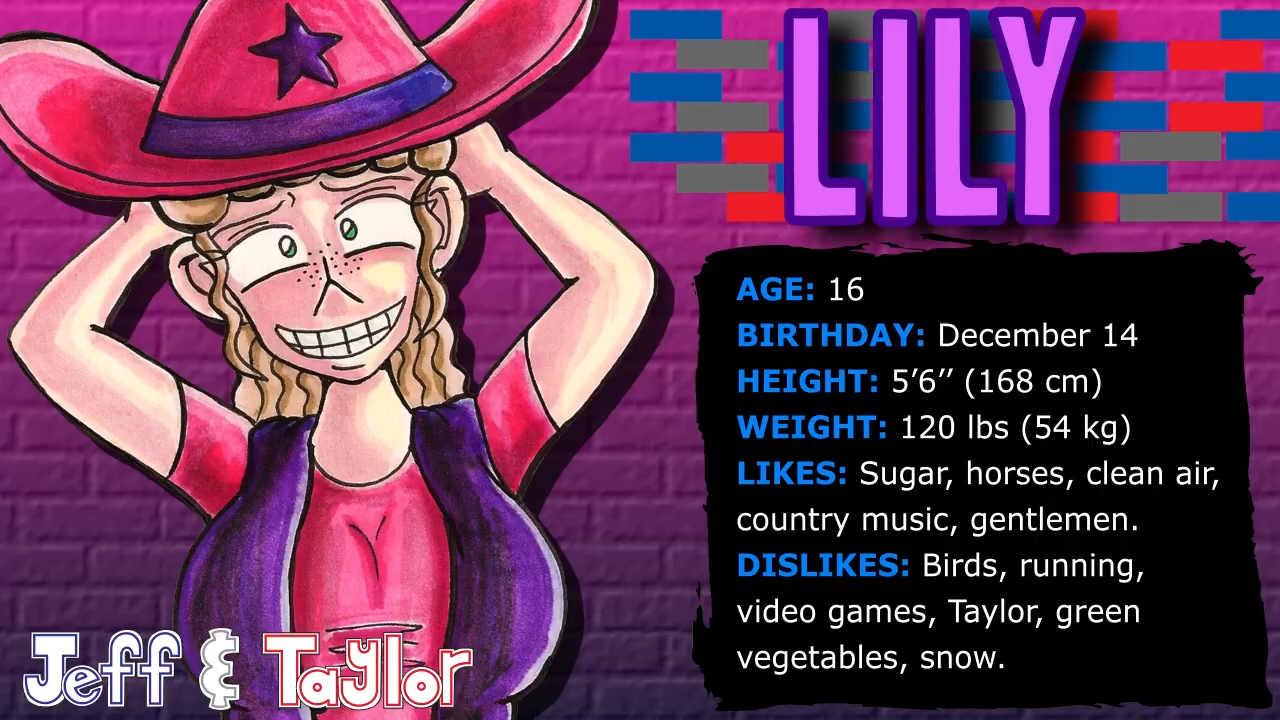 LILY
AGE: 16
BIRTHDAY: December 14
HEIGHT: 5’6’’ (168 cm)
WEIGHT: 120 lbs (54 kg)
LIKES: Sugar, horses, clean air,
country music, gentlemen.
DISLIKES: Birds, running,
video games, Taylor, green
vegetables, snow.
Jeff & Taylor